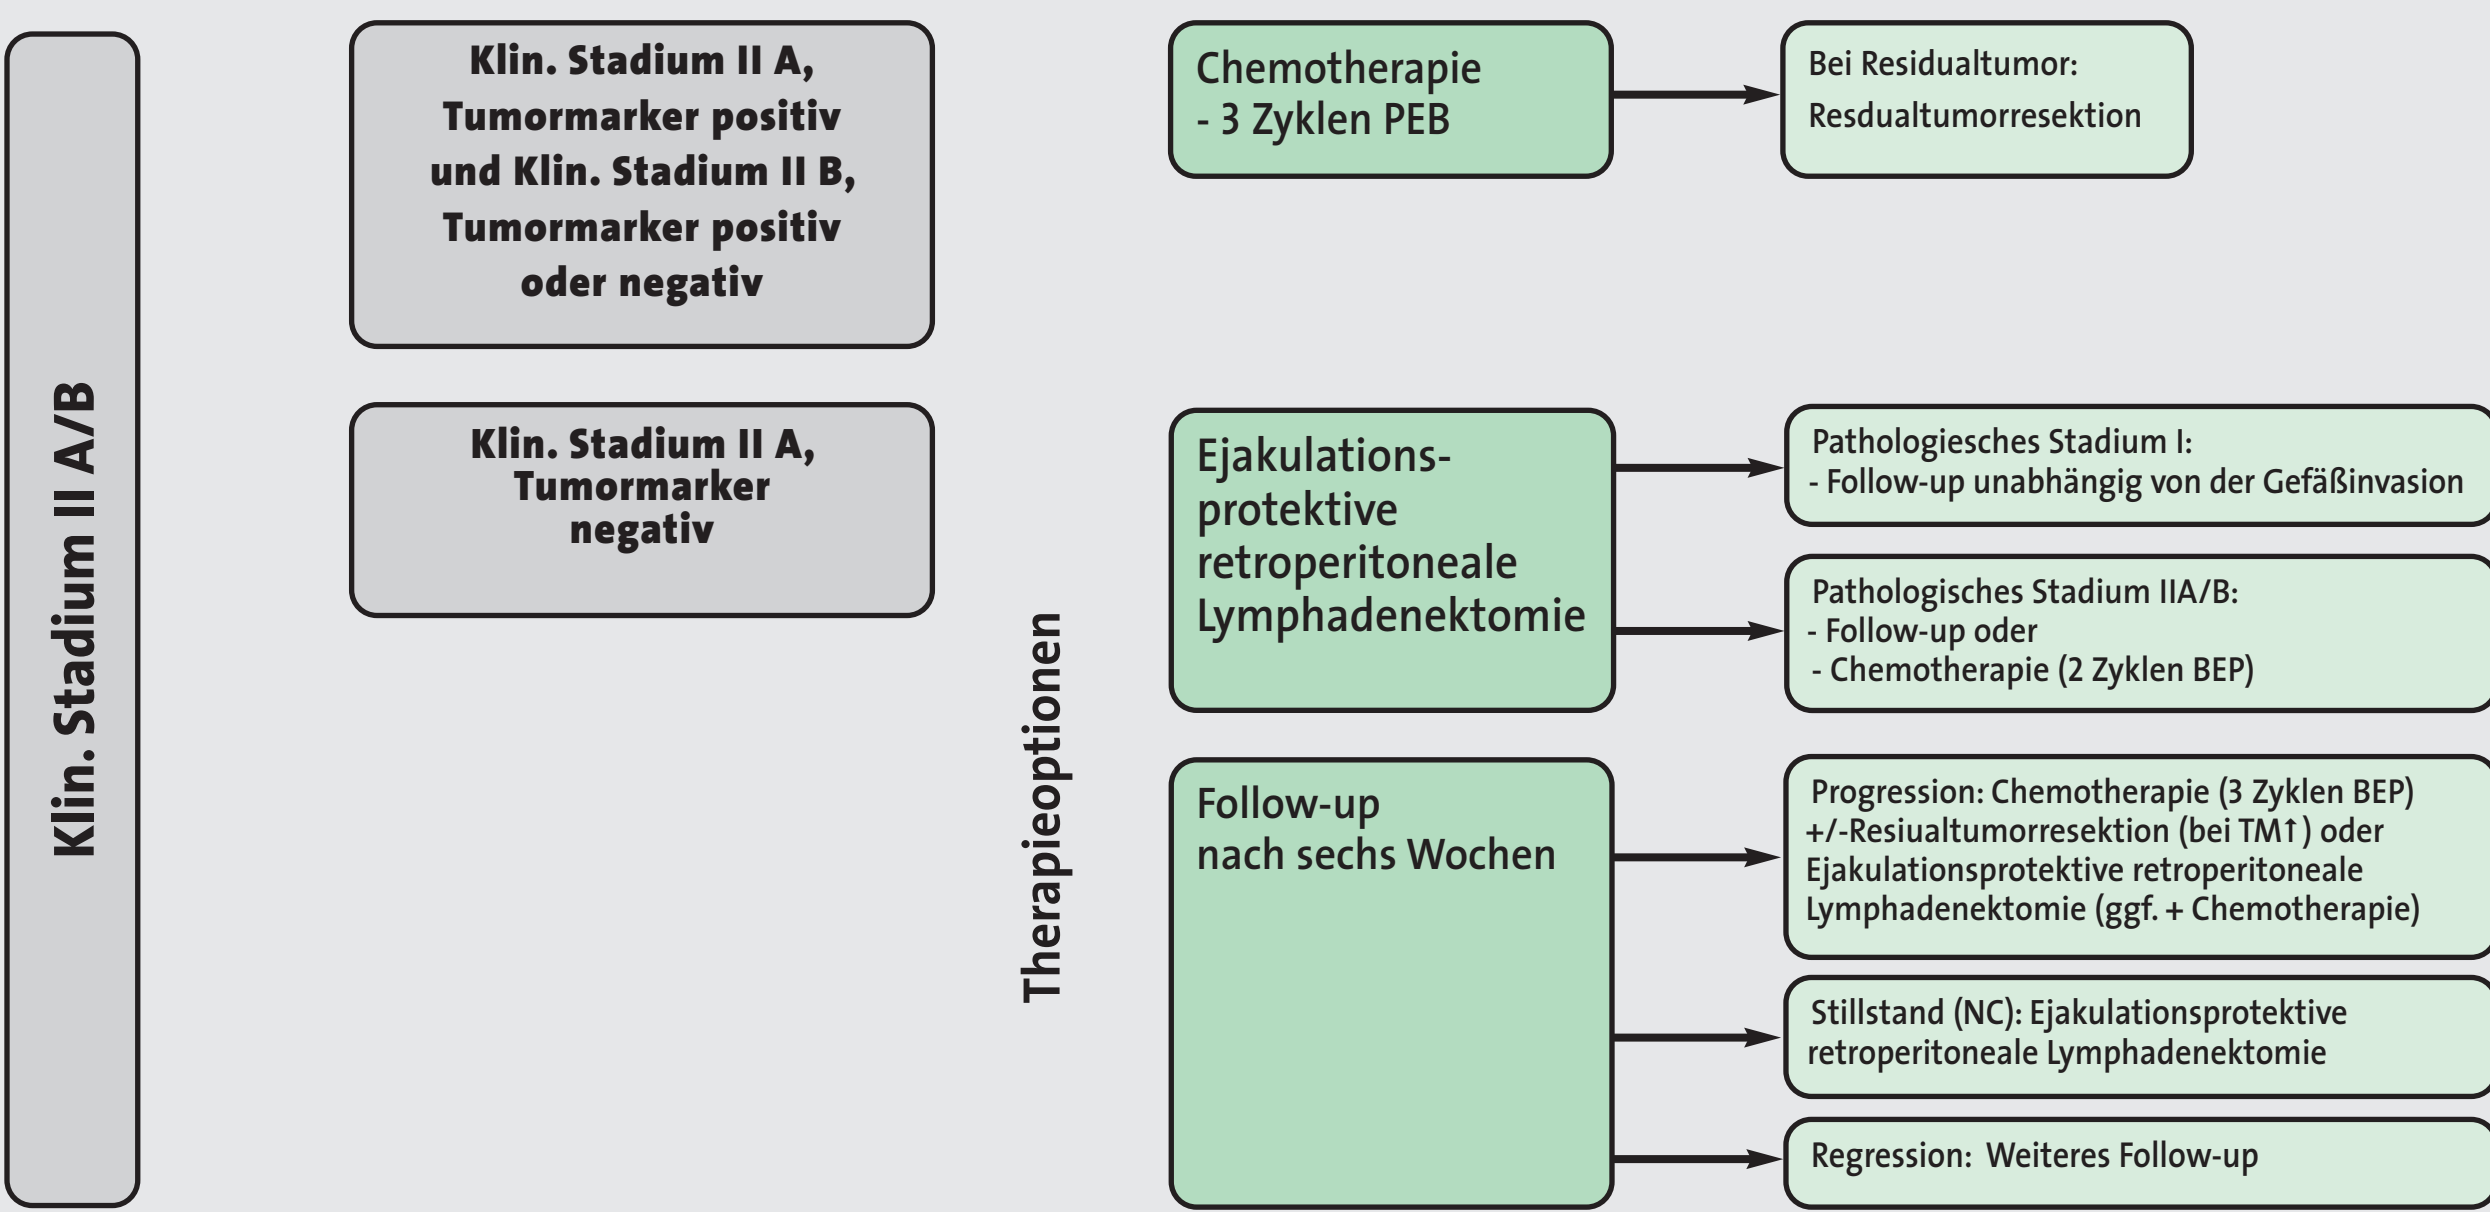 Klin. Stadium II A/B
Klin. Stadium II A,
Tumormarker positiv
und Klin. Stadium II B,
Tumormarker positiv
oder negativ
Klin. Stadium II A,
Tumormarker
negativ
Therapieoptionen
Chemotherapie
- 3 Zyklen PEB
Bei Residualtumor:
Resdualtumorresektion
Ejakulations-
protektive
retroperitoneale
Lymphadenektomie
Pathologiesches Stadium I:
- Follow-up unabhängig von der Gefäßinvasion
Pathologisches Stadium IIA/B:
- Follow-up oder
- Chemotherapie (2 Zyklen BEP)
Follow-up
nach sechs Wochen
Progression: Chemotherapie (3 Zyklen BEP)
+/-Resiualtumorresektion (bei TM↑) oder
Ejakulationsprotektive retroperitoneale
Lymphadenektomie (ggf. + Chemotherapie)
Stillstand (NC): Ejakulationsprotektive
retroperitoneale Lymphadenektomie
Regression: Weiteres Follow-up